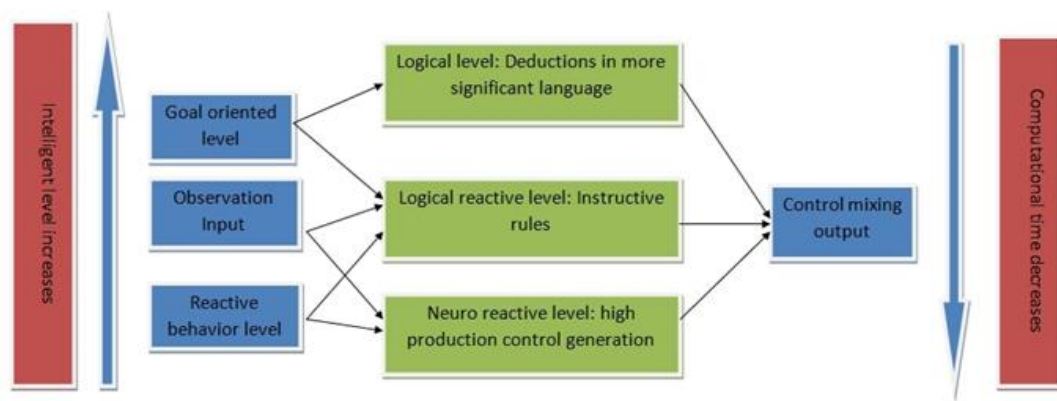 Intelligent level increases
Goal oriented
level
Observation
Input
Reactive
behavior level
Logical level: Deductions in more
significant language
Logical reactive level: Instructive
rules
Neuro reactive level: high
production control generation
Control mixing
output
Computational time decreases